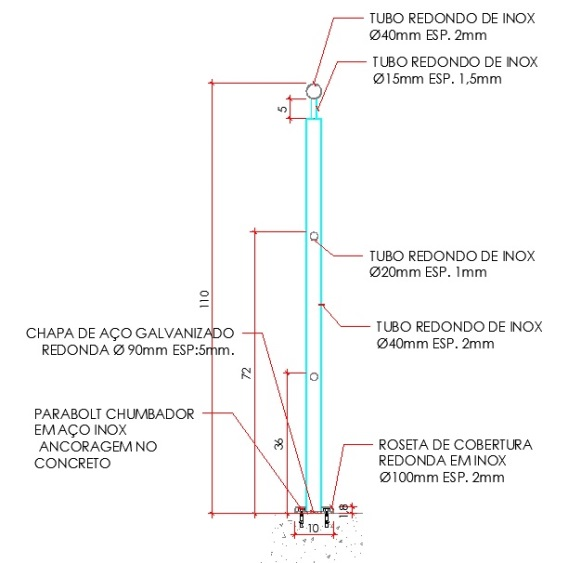 TUBO REDONDO DE INOX
Ø40mm ESP. 2mm
TUBO REDONDO DE INOX
Ø15mm ESP. 1,5mm
5
TUBO REDONDO DE INOX
Ø20mm ESP. 1mm
110
TUBO REDONDO DE INOX
Ø40mm ESP. 2mm
CHAPA DE AÇO GALVANIZADO
REDONDA Ø 90mm ESP:5mm.
72
36
PARABOLT CHUMBADOR
EM AÇO INOX
ANCORAGEM NO
CONCRETO
ROSETA DE COBERTURA
REDONDA EM INOX
Ø100mm ESP. 2mm
1,8
10